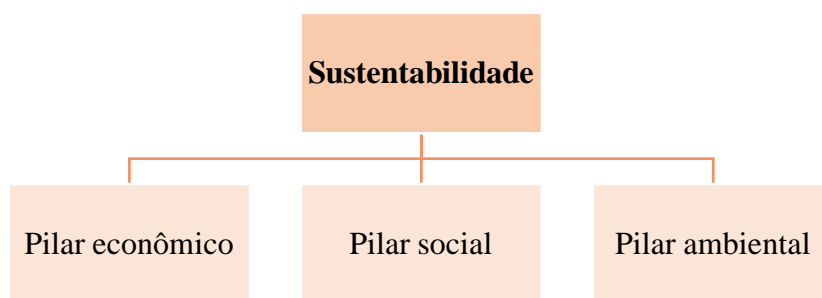 Sustentabilidade
Pilar econômico
Pilar social
Pilar ambiental